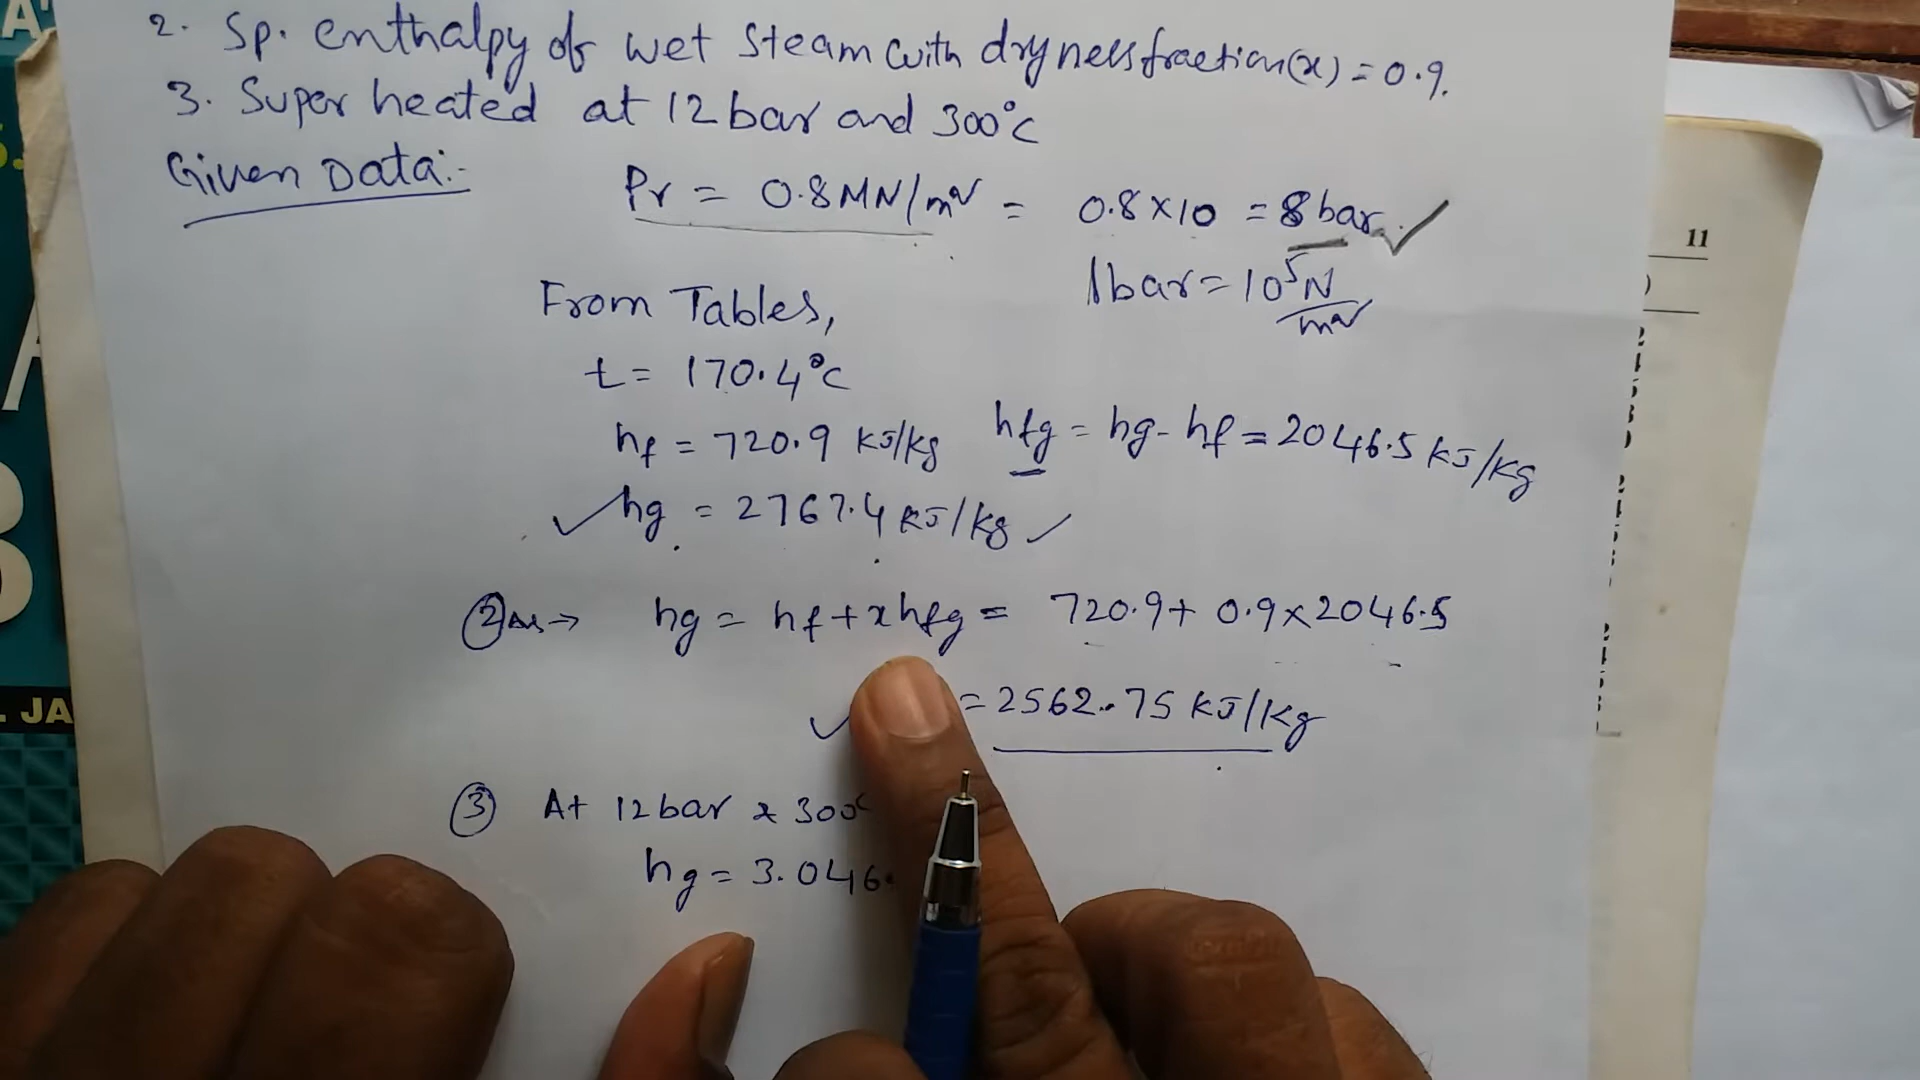 2. Sp. enthalpy of wet steam with dryness fraction (x) = 0.9.
3. Super heated at 12 bar and 300°C
Given Data:-
Pr = 0.8 MN/m² = 0.8 × 10 = 8 bar. ✓
1 bar = 10⁵ N/m²
From Tables,
t = 170.4°C
hf = 720.9 kJ/kg hfg = hg - hf = 2046.5 kJ/kg
✓ hg = 2767.4 kJ/kg ✓
② Ans → hg = hf + x hfg = 720.9 + 0.9 × 2046.5
✓ = 2562.75 kJ/kg
③ At 12 bar & 300°C
hg = 3.046.
11
. JA